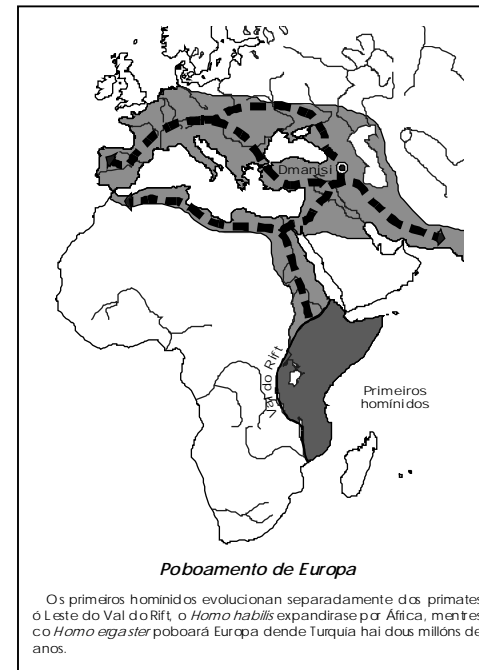 Dmanisi
Val do Rift
Primeiros
homínidos
Poboamento de Europa
Os primeiros homínidos evolucionan separadamente dos primates
ó Leste do Val do Rift, o Homo habilis expandirase por África, mentres
co Homo ergaster poboará Europa dende Turquía hai dous millóns de
anos.